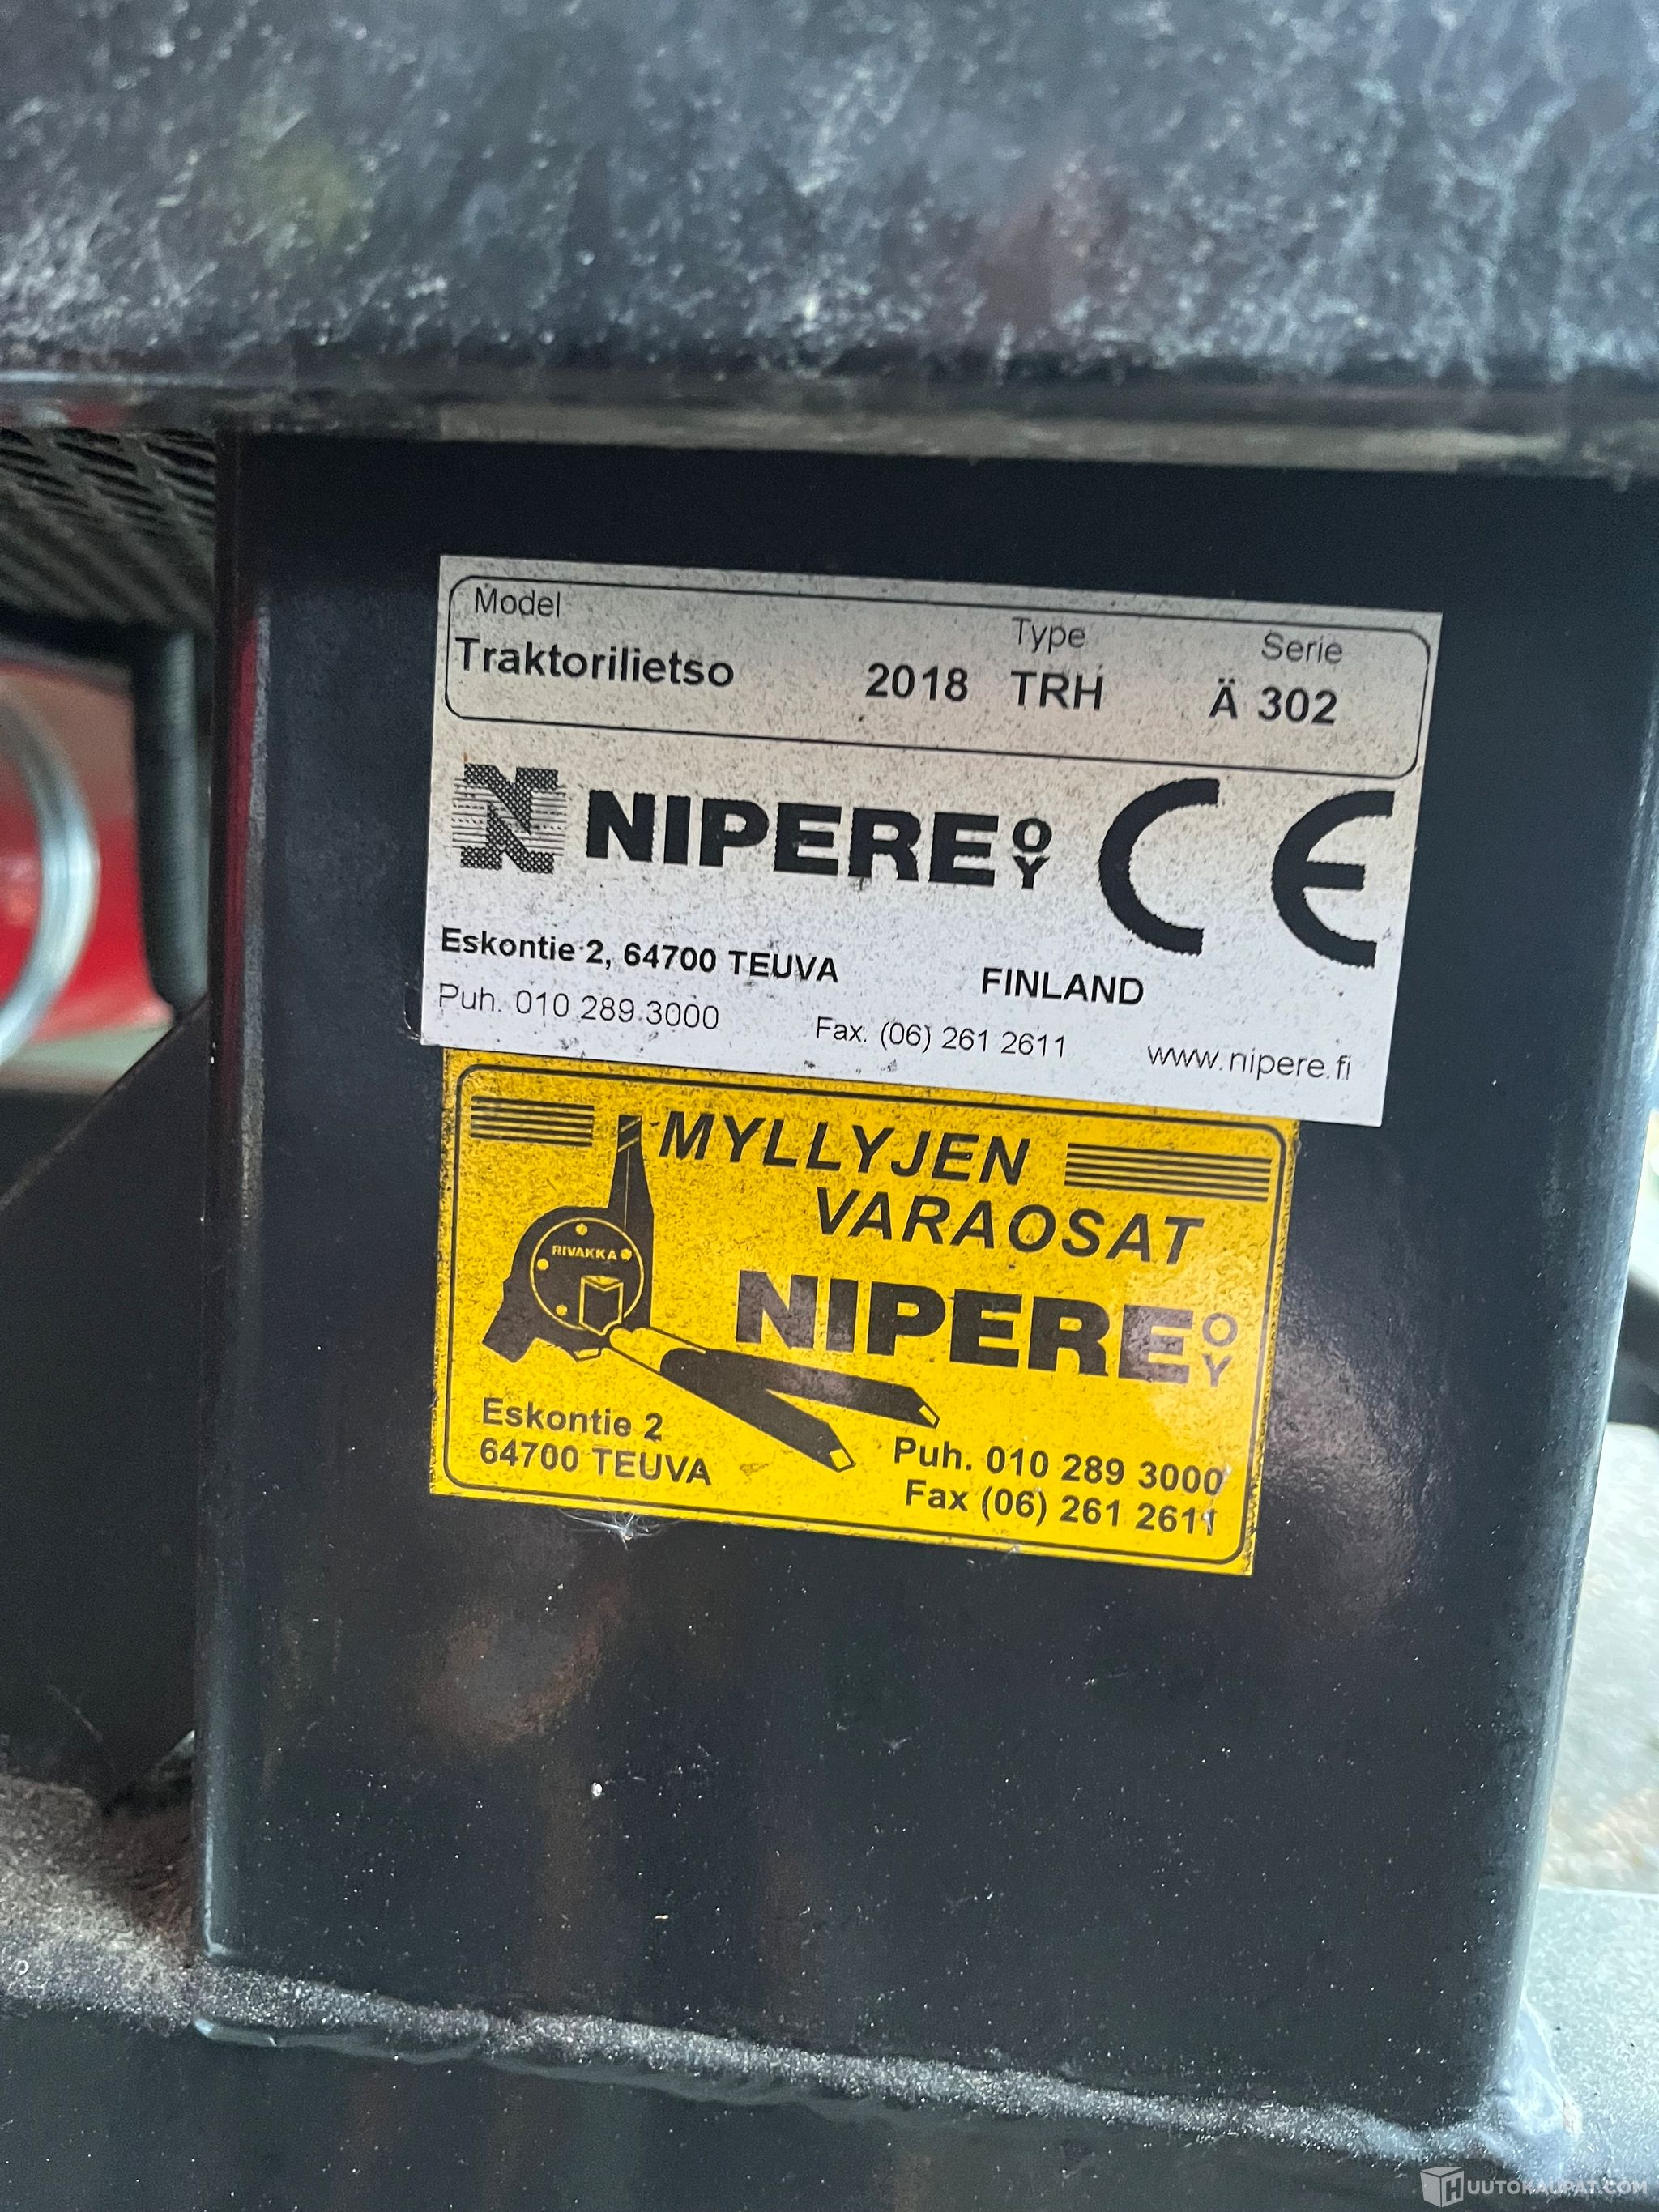 Model Type Serie
Traktorilietso 2018 TRH Ä 302
N NIPERE OY CE
Eskontie 2, 64700 TEUVA FINLAND
Puh. 010 289 3000 Fax. (06) 261 2611 www.nipere.fi
MYLLYJEN
VARAOSAT
RIVAKKA
NIPERE OY
Eskontie 2
64700 TEUVA
Puh. 010 289 3000
Fax (06) 261 2611
HUUTOKAUPAT.COM